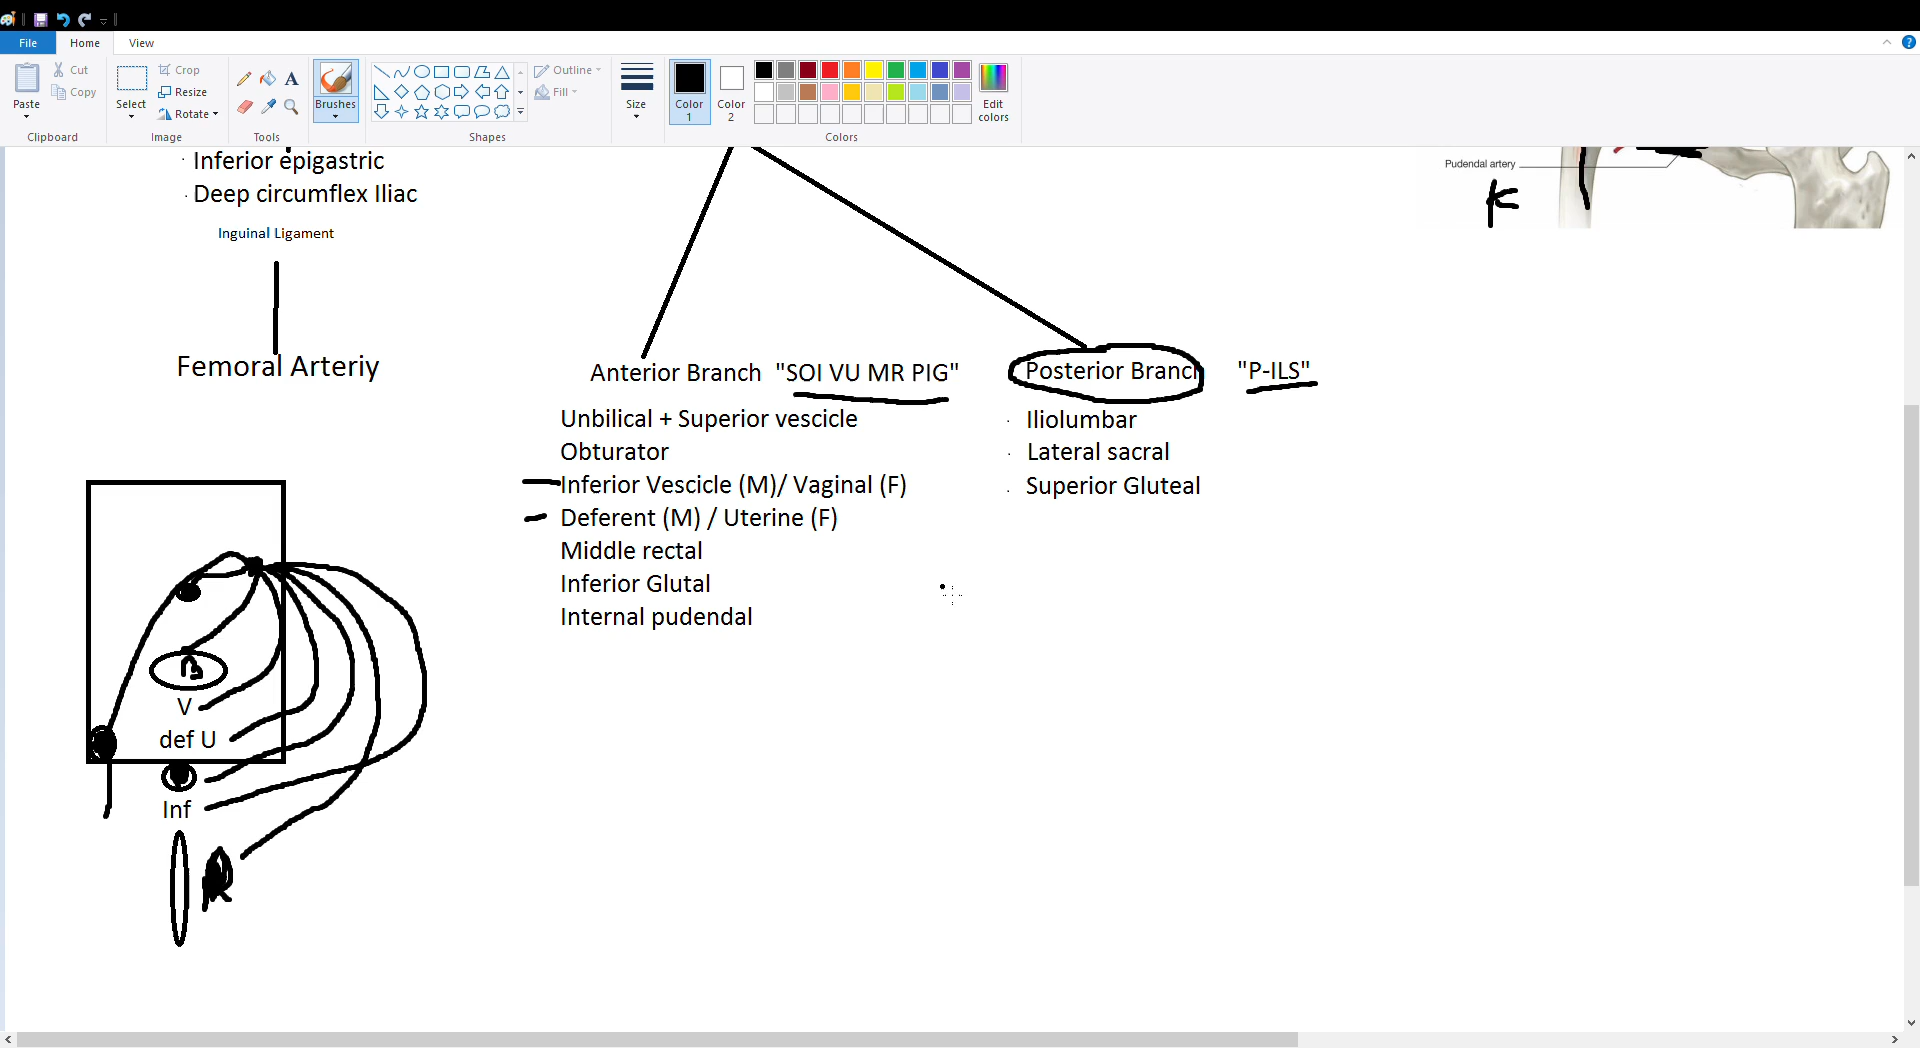 File Home View
Paste
Cut
Copy
Clipboard
Select
Crop
Resize
Rotate
Image
A
Tools
Brushes
Shapes
Outline
Fill
Size
Color 1
Color 2
Edit colors
Colors
· Inferior epigastric
· Deep circumflex Iliac
Inguinal Ligament
Femoral Arteriy
Pudendal artery
Anterior Branch "SOI VU MR PIG"
Unbilical + Superior vescicle
Obturator
Inferior Vescicle (M)/ Vaginal (F)
Deferent (M) / Uterine (F)
Middle rectal
Inferior Glutal
Internal pudendal
Posterior Branch "P-ILS"
· Iliolumbar
· Lateral sacral
· Superior Gluteal
V
def U
Inf